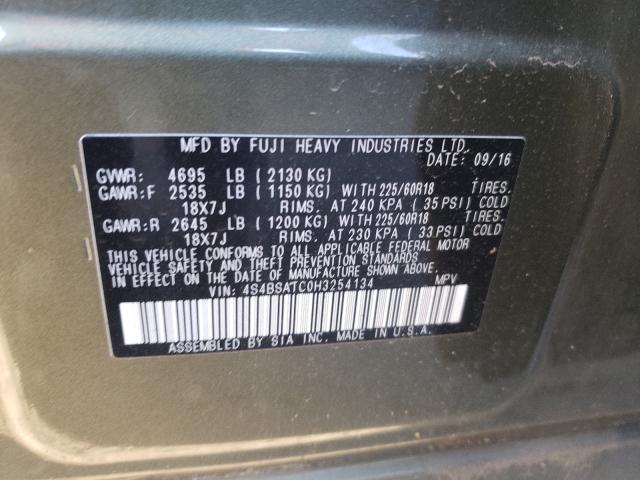 MFD BY FUJI HEAVY INDUSTRIES LTD.
DATE: 09/16
GVWR: 4695 LB (2130 KG)
GAWR:F 2535 LB (1150 KG) WITH 225/60R18 TIRES.
18X7J RIMS. AT 240 KPA (35 PSI) COLD
GAWR:R 2645 LB (1200 KG) WITH 225/60R18 TIRES.
18X7J RIMS. AT 230 KPA (33 PSI) COLD
THIS VEHICLE CONFORMS TO ALL APPLICABLE FEDERAL MOTOR
VEHICLE SAFETY AND THEFT PREVENTION STANDARDS
IN EFFECT ON THE DATE OF MANUFACTURE SHOWN ABOVE.
VIN: 4S4BSATC0H3254134 MPV
ASSEMBLED BY SIA INC. MADE IN U.S.A.